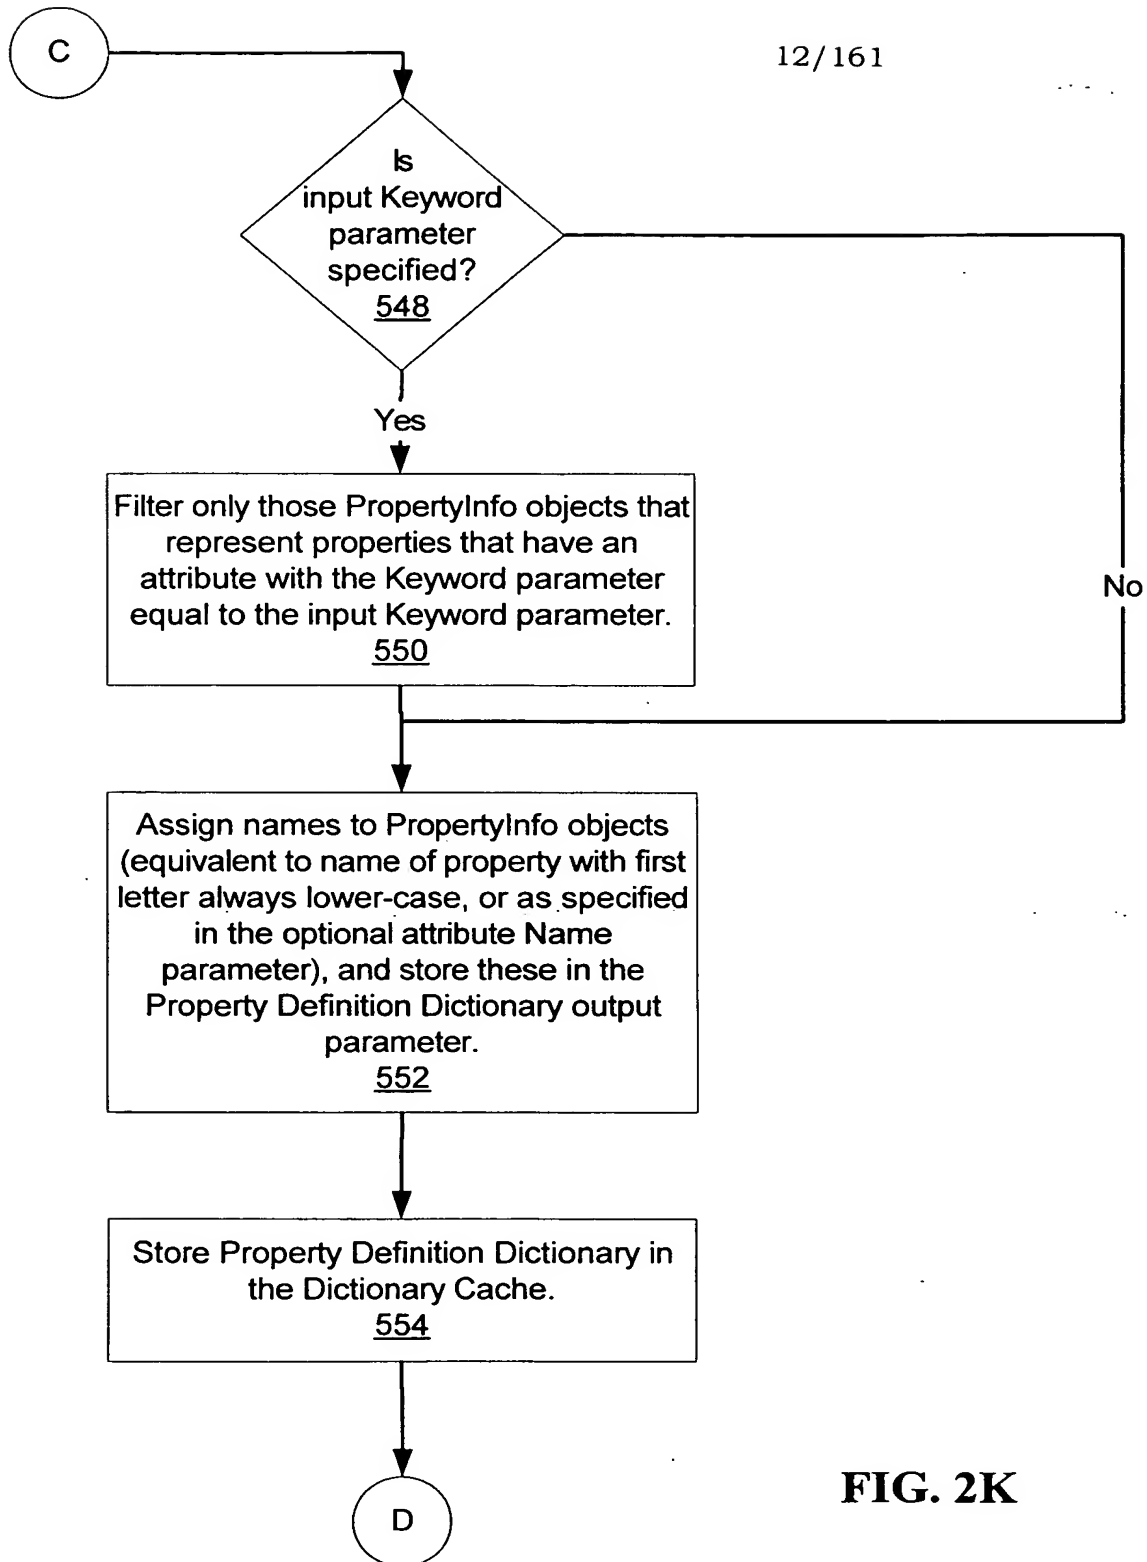 C
12/161
Is
input Keyword
parameter
specified?
548
Yes
Filter only those PropertyInfo objects that
represent properties that have an
attribute with the Keyword parameter
equal to the input Keyword parameter.
550
No
Assign names to PropertyInfo objects
(equivalent to name of property with first
letter always lower-case, or as specified
in the optional attribute Name
parameter), and store these in the
Property Definition Dictionary output
parameter.
552
Store Property Definition Dictionary in
the Dictionary Cache.
554
D
FIG. 2K